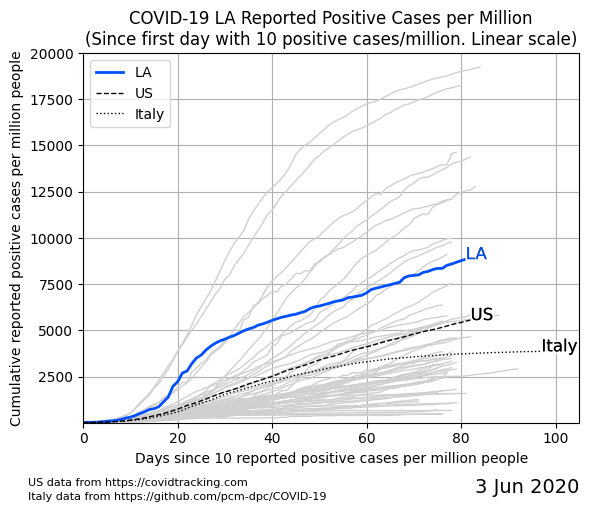 COVID-19 LA Reported Positive Cases per Million
(Since first day with 10 positive cases/million. Linear scale)
Cumulative reported positive cases per million people
20000
17500
15000
12500
10000
7500
5000
2500
LA
US
Italy
LA
US
Italy
0
20
40
60
80
100
Days since 10 reported positive cases per million people
US data from https://covidtracking.com
Italy data from https://github.com/pcm-dpc/COVID-19
3 Jun 2020